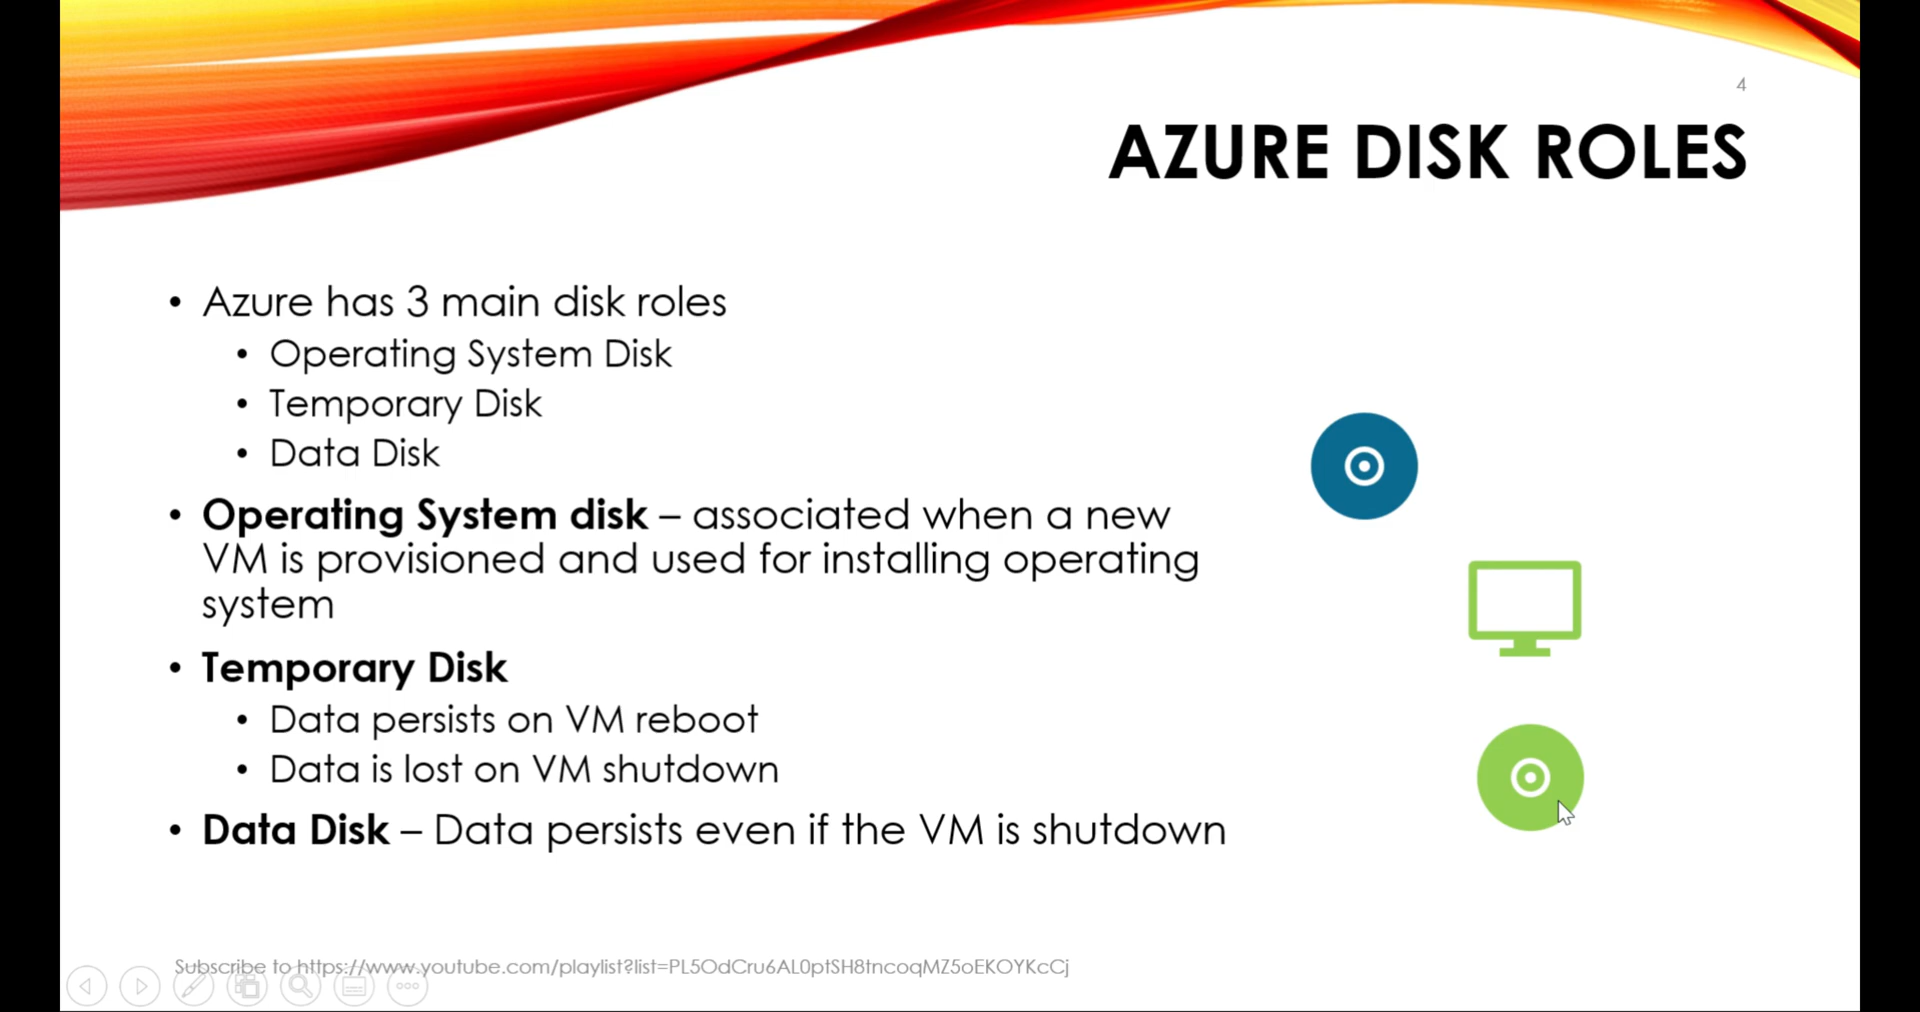 4
AZURE DISK ROLES
• Azure has 3 main disk roles
• Operating System Disk
• Temporary Disk
• Data Disk
• Operating System disk – associated when a new
VM is provisioned and used for installing operating
system
• Temporary Disk
• Data persists on VM reboot
• Data is lost on VM shutdown
• Data Disk – Data persists even if the VM is shutdown
Subscribe to https://www.youtube.com/playlist?list=PL5OdCru6AL0ptSH8tncoqMZ5oEKOYKcCj